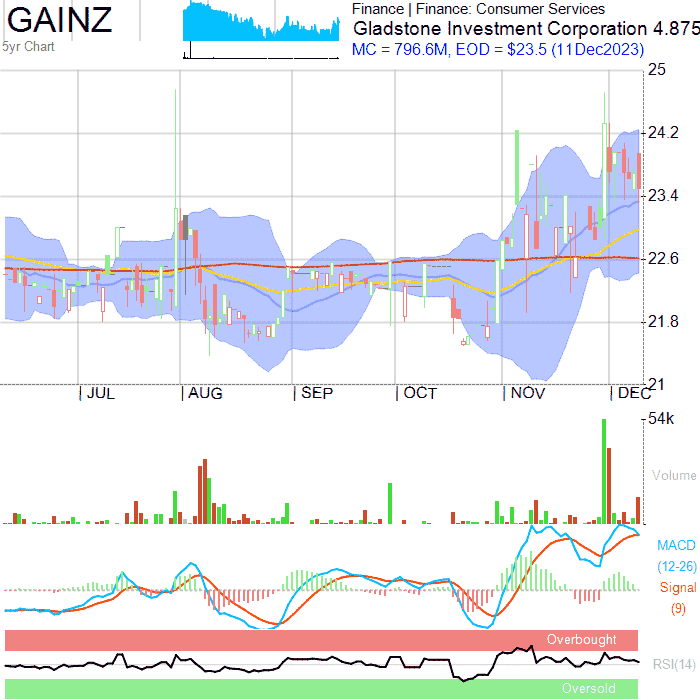 GAINZ
5yr Chart
Finance | Finance: Consumer Services
Gladstone Investment Corporation 4.875
MC = 796.6M, EOD = $23.5 (11Dec2023)
25
24.2
23.4
22.6
21.8
21
JUL
AUG
SEP
OCT
NOV
DEC
54k
Volume
MACD
(12-26)
Signal
(9)
Overbought
RSI(14)
Oversold